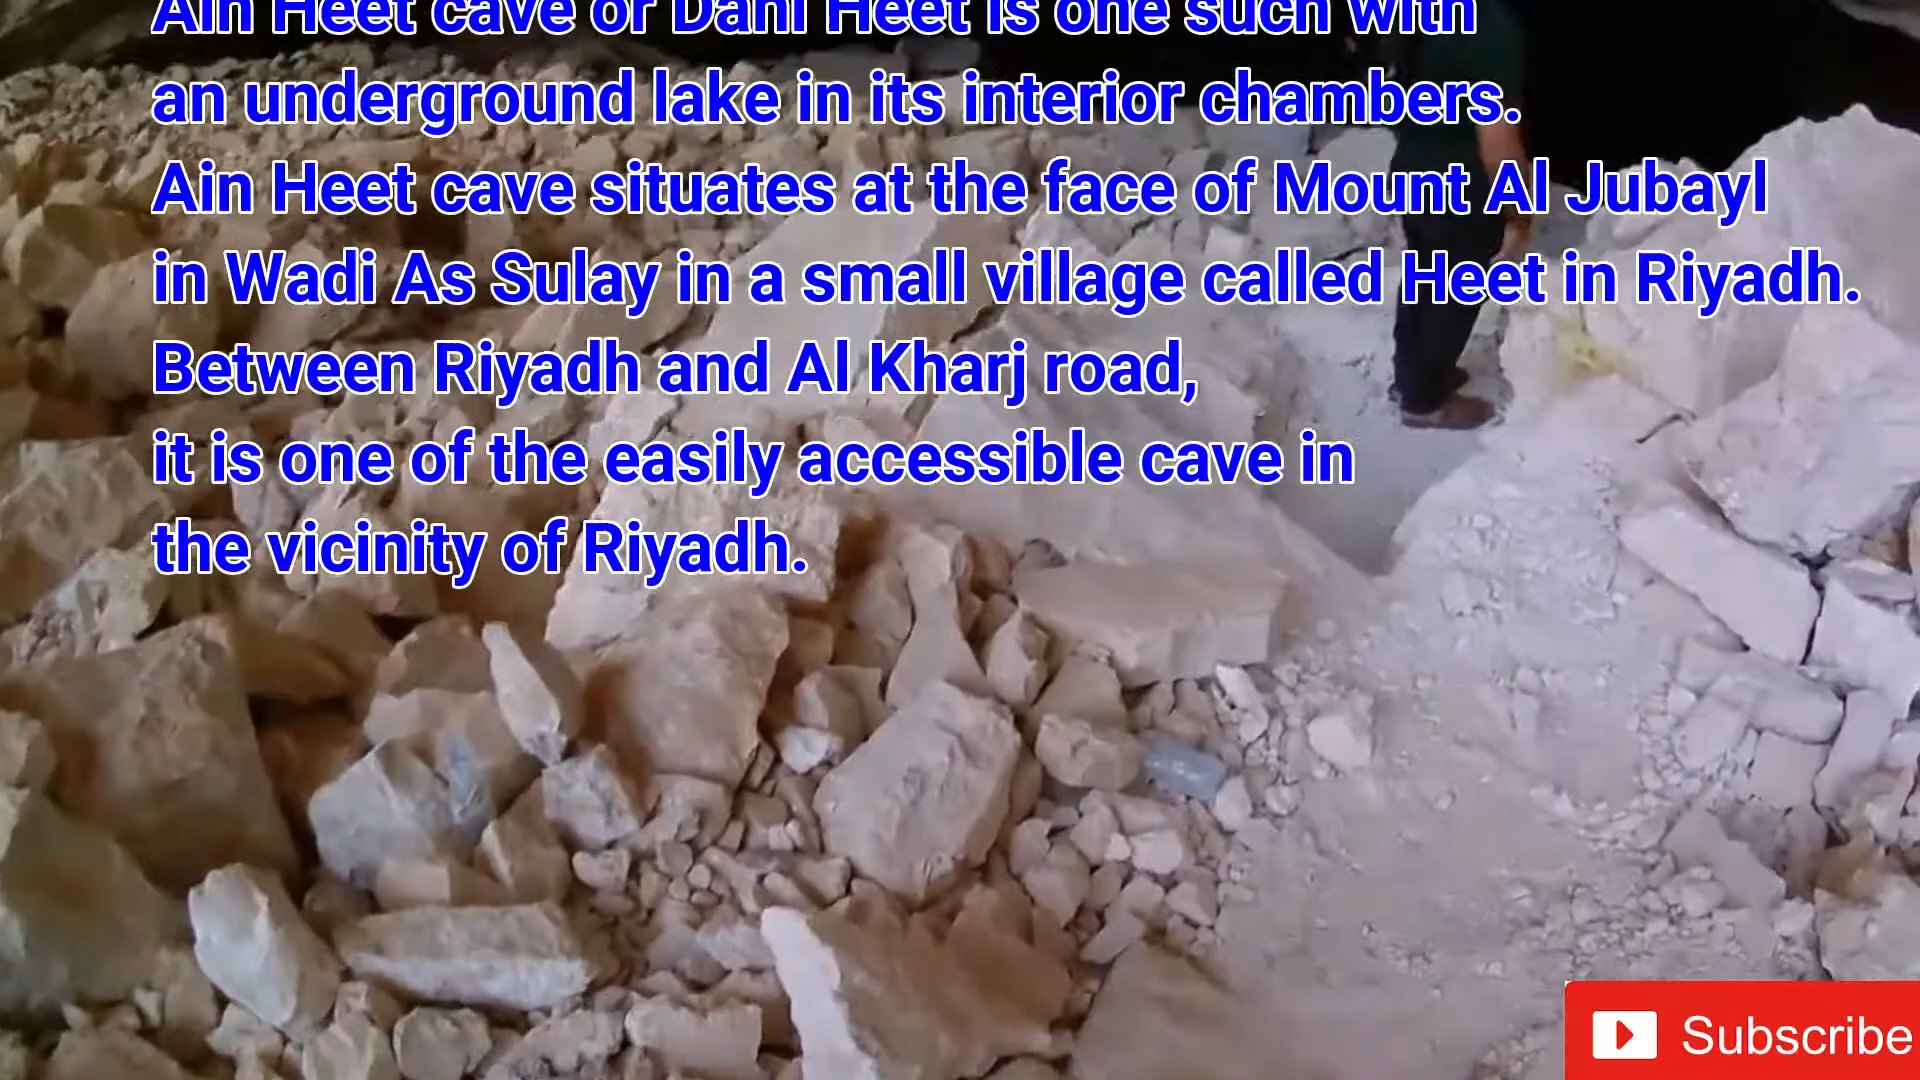 Ain Heet cave or Dahl Heet is one such with
an underground lake in its interior chambers.
Ain Heet cave situates at the face of Mount Al Jubayl
in Wadi As Sulay in a small village called Heet in Riyadh.
Between Riyadh and Al Kharj road,
it is one of the easily accessible cave in
the vicinity of Riyadh.
Subscribe